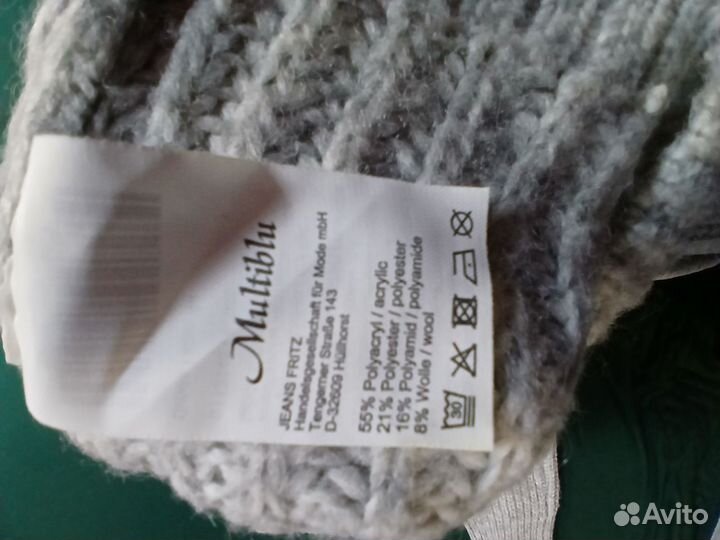 Multiblu
JEANS FRITZ
Handelsgesellschaft für Mode mbH
Tengerner Straße 143
D-32609 Hüllhorst
55% Polyacryl / acrylic
21% Polyester / polyester
16% Polyamid / polyamide
8% Wolle / wool
30
Avito